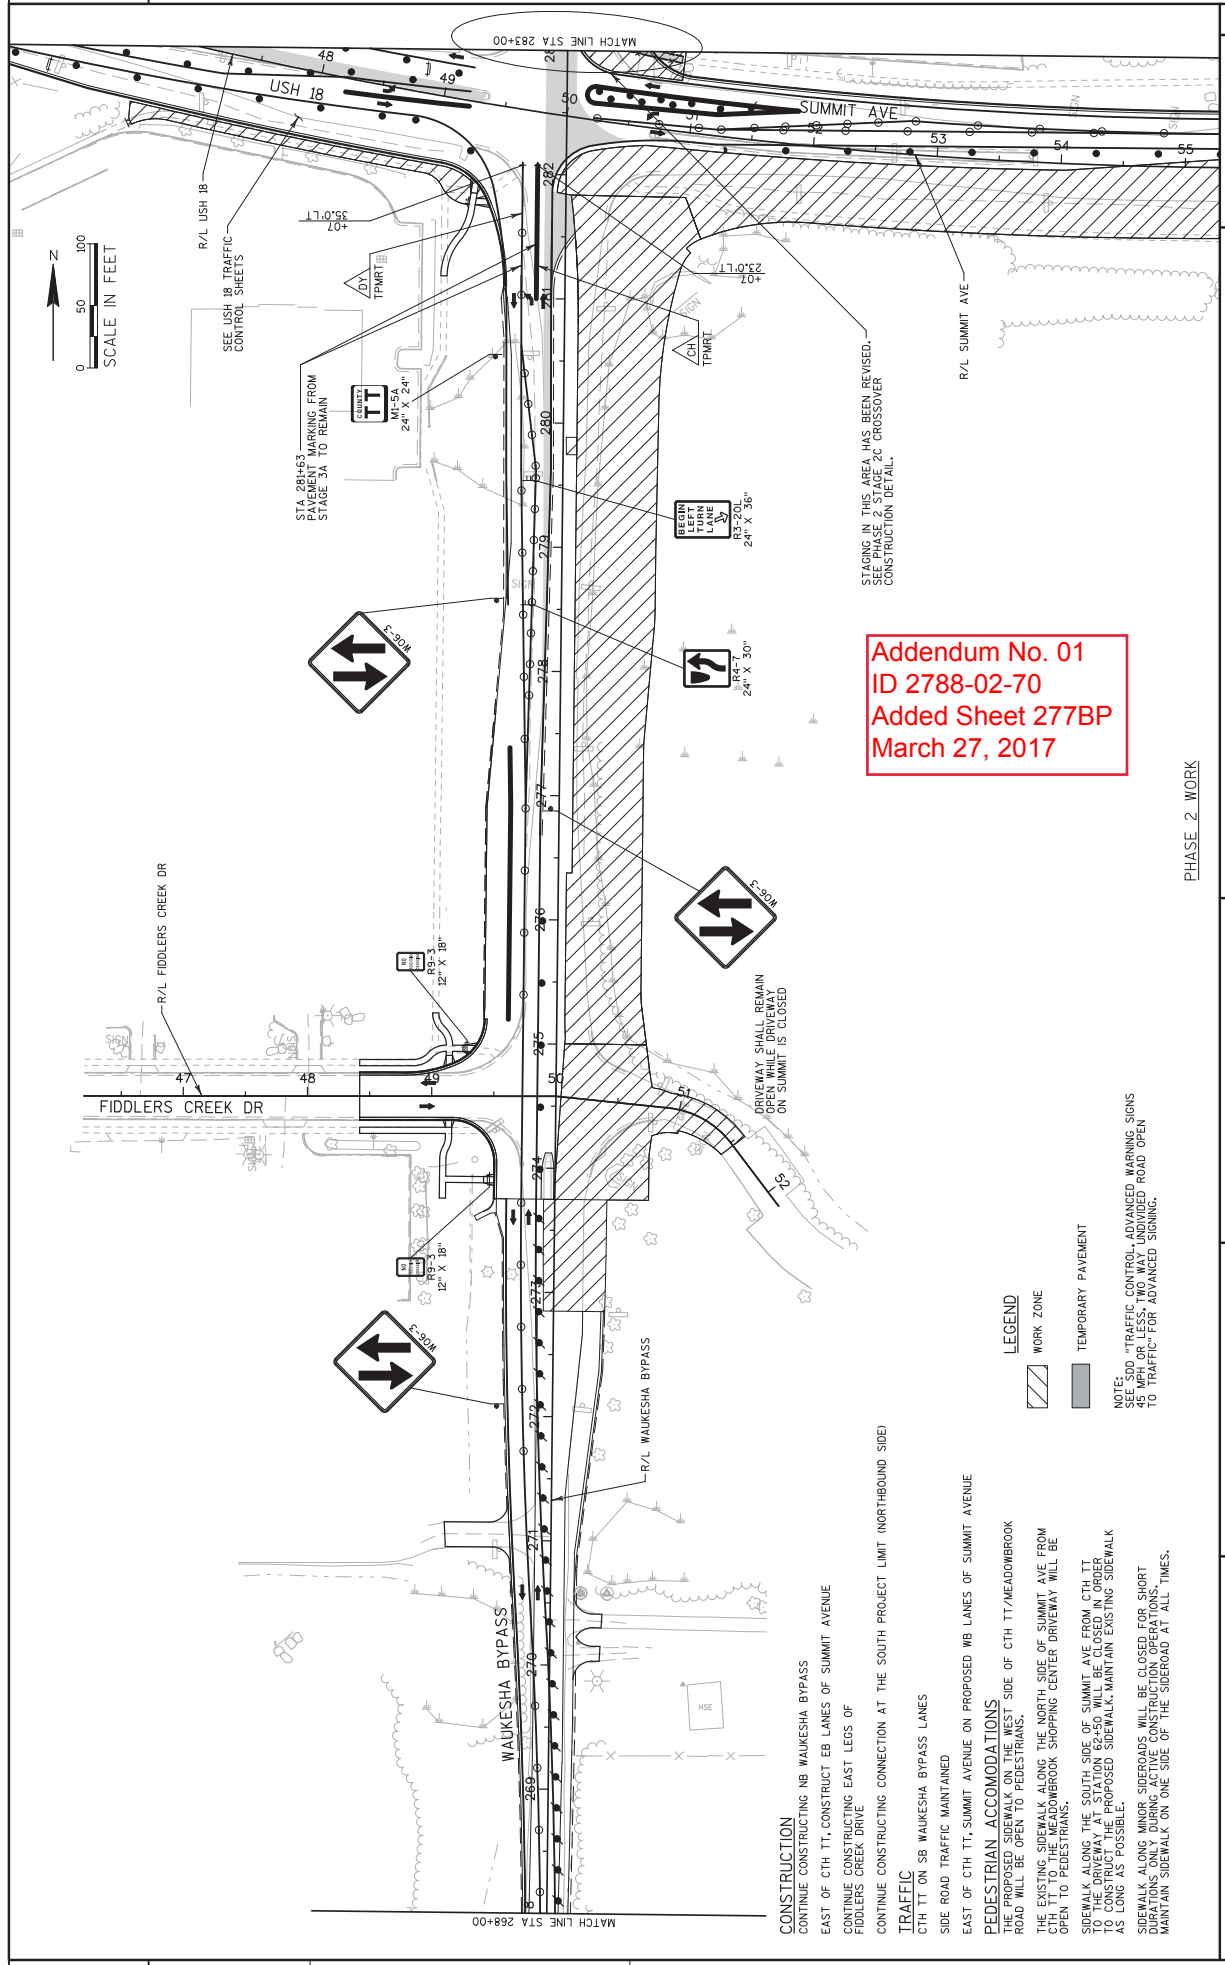 MATCH LINE STA 283+00
USH 18
48
49
50
51
SUMMIT AVE
52
53
54
55
R/L USH 18
SEE USH 18 TRAFFIC
CONTROL SHEETS
N
0 50 100
SCALE IN FEET
+07
35.0'LT
DY
TPMRT
282
281
+07
23.0'LT
CH
TPMRT
SIGN
STA 281+63
PAVEMENT MARKING FROM
STAGE 3A TO REMAIN
COUNTY
TT
M1-5A
24" X 24"
280
R/L SUMMIT AVE
STAGING IN THIS AREA HAS BEEN REVISED.
SEE PHASE 2 STAGE 2C CROSSOVER
CONSTRUCTION DETAIL.
BEGIN
LEFT
TURN
LANE
R3-20L
24" X 36"
279
SIGN
278
R4-7
24" X 30"
WO6-3
Addendum No. 01
ID 2788-02-70
Added Sheet 277BP
March 27, 2017
PHASE 2 WORK
277
276
275
WO6-3
R/L FIDDLERS CREEK DR
NO
R9-3
12" X 18"
DRIVEWAY SHALL REMAIN
OPEN WHILE DRIVEWAY
ON SUMMIT IS CLOSED
SIGN
SIGN
FIDDLERS CREEK DR
47
48
49
50
51
52
SIGN
274
273
NO
R9-3
12" X 18"
WO6-3
272
271
270
269
R/L WAUKESHA BYPASS
WAUKESHA BYPASS
HSE
MATCH LINE STA 268+00
LEGEND
WORK ZONE
TEMPORARY PAVEMENT
NOTE:
SEE SDD "TRAFFIC CONTROL, ADVANCED WARNING SIGNS
45 MPH OR LESS, TWO WAY UNDIVIDED ROAD OPEN
TO TRAFFIC" FOR ADVANCED SIGNING.
CONSTRUCTION
CONTINUE CONSTRUCTING NB WAUKESHA BYPASS
EAST OF CTH TT, CONSTRUCT EB LANES OF SUMMIT AVENUE
CONTINUE CONSTRUCTING EAST LEGS OF
FIDDLERS CREEK DRIVE
CONTINUE CONSTRUCTING CONNECTION AT THE SOUTH PROJECT LIMIT (NORTHBOUND SIDE)
TRAFFIC
CTH TT ON SB WAUKESHA BYPASS LANES
SIDE ROAD TRAFFIC MAINTAINED
EAST OF CTH TT, SUMMIT AVENUE ON PROPOSED WB LANES OF SUMMIT AVENUE
PEDESTRIAN ACCOMODATIONS
THE PROPOSED SIDEWALK ON THE WEST SIDE OF CTH TT/MEADOWBROOK
ROAD WILL BE OPEN TO PEDESTRIANS.
THE EXISTING SIDEWALK ALONG THE NORTH SIDE OF SUMMIT AVE FROM
CTH TT TO THE MEADOWBROOK SHOPPING CENTER DRIVEWAY WILL BE
OPEN TO PEDESTRIANS.
SIDEWALK ALONG THE SOUTH SIDE OF SUMMIT AVE FROM CTH TT
TO THE DRIVEWAY AT STATION 62+50 WILL BE CLOSED IN ORDER
TO CONSTRUCT THE PROPOSED SIDEWALK. MAINTAIN EXISTING SIDEWALK
AS LONG AS POSSIBLE.
SIDEWALK ALONG MINOR SIDEROADS WILL BE CLOSED FOR SHORT
DURATIONS ONLY DURING ACTIVE CONSTRUCTION OPERATIONS.
MAINTAIN SIDEWALK ON ONE SIDE OF THE SIDEROAD AT ALL TIMES.